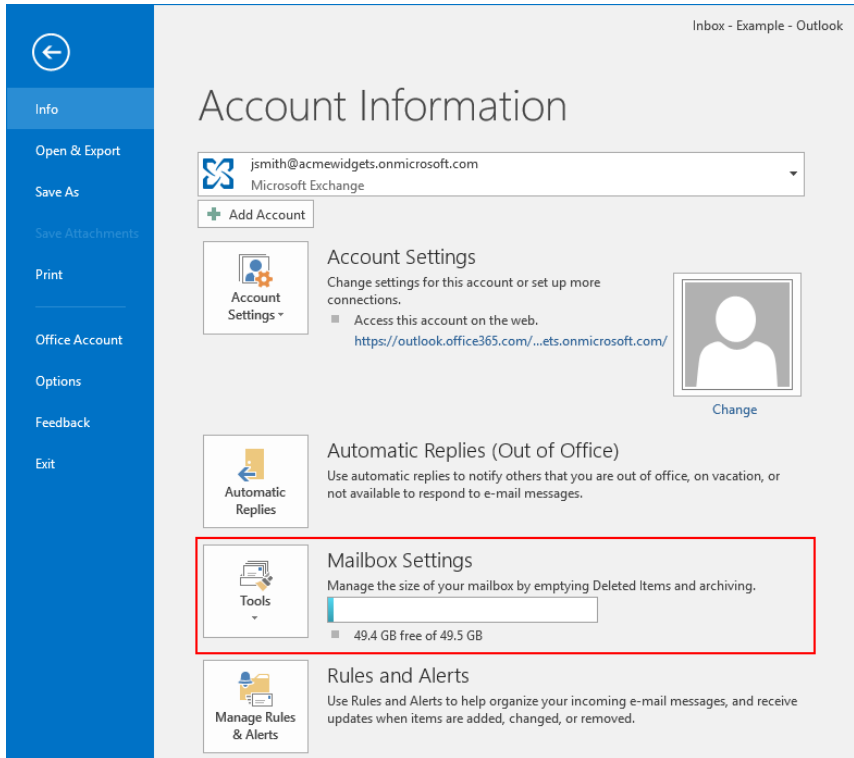 Inbox - Example - Outlook
Info
Open & Export
Save As
Save Attachments
Print
Office Account
Options
Feedback
Exit
Account Information
jsmith@acmewidgets.onmicrosoft.com
Microsoft Exchange
Add Account
Account
Settings
Account Settings
Change settings for this account or set up more
connections.
Access this account on the web.
https://outlook.office365.com/...ets.onmicrosoft.com/
Change
Automatic
Replies
Automatic Replies (Out of Office)
Use automatic replies to notify others that you are out of office, on vacation, or
not available to respond to e-mail messages.
Tools
Mailbox Settings
Manage the size of your mailbox by emptying Deleted Items and archiving.
49.4 GB free of 49.5 GB
Manage Rules
& Alerts
Rules and Alerts
Use Rules and Alerts to help organize your incoming e-mail messages, and receive
updates when items are added, changed, or removed.